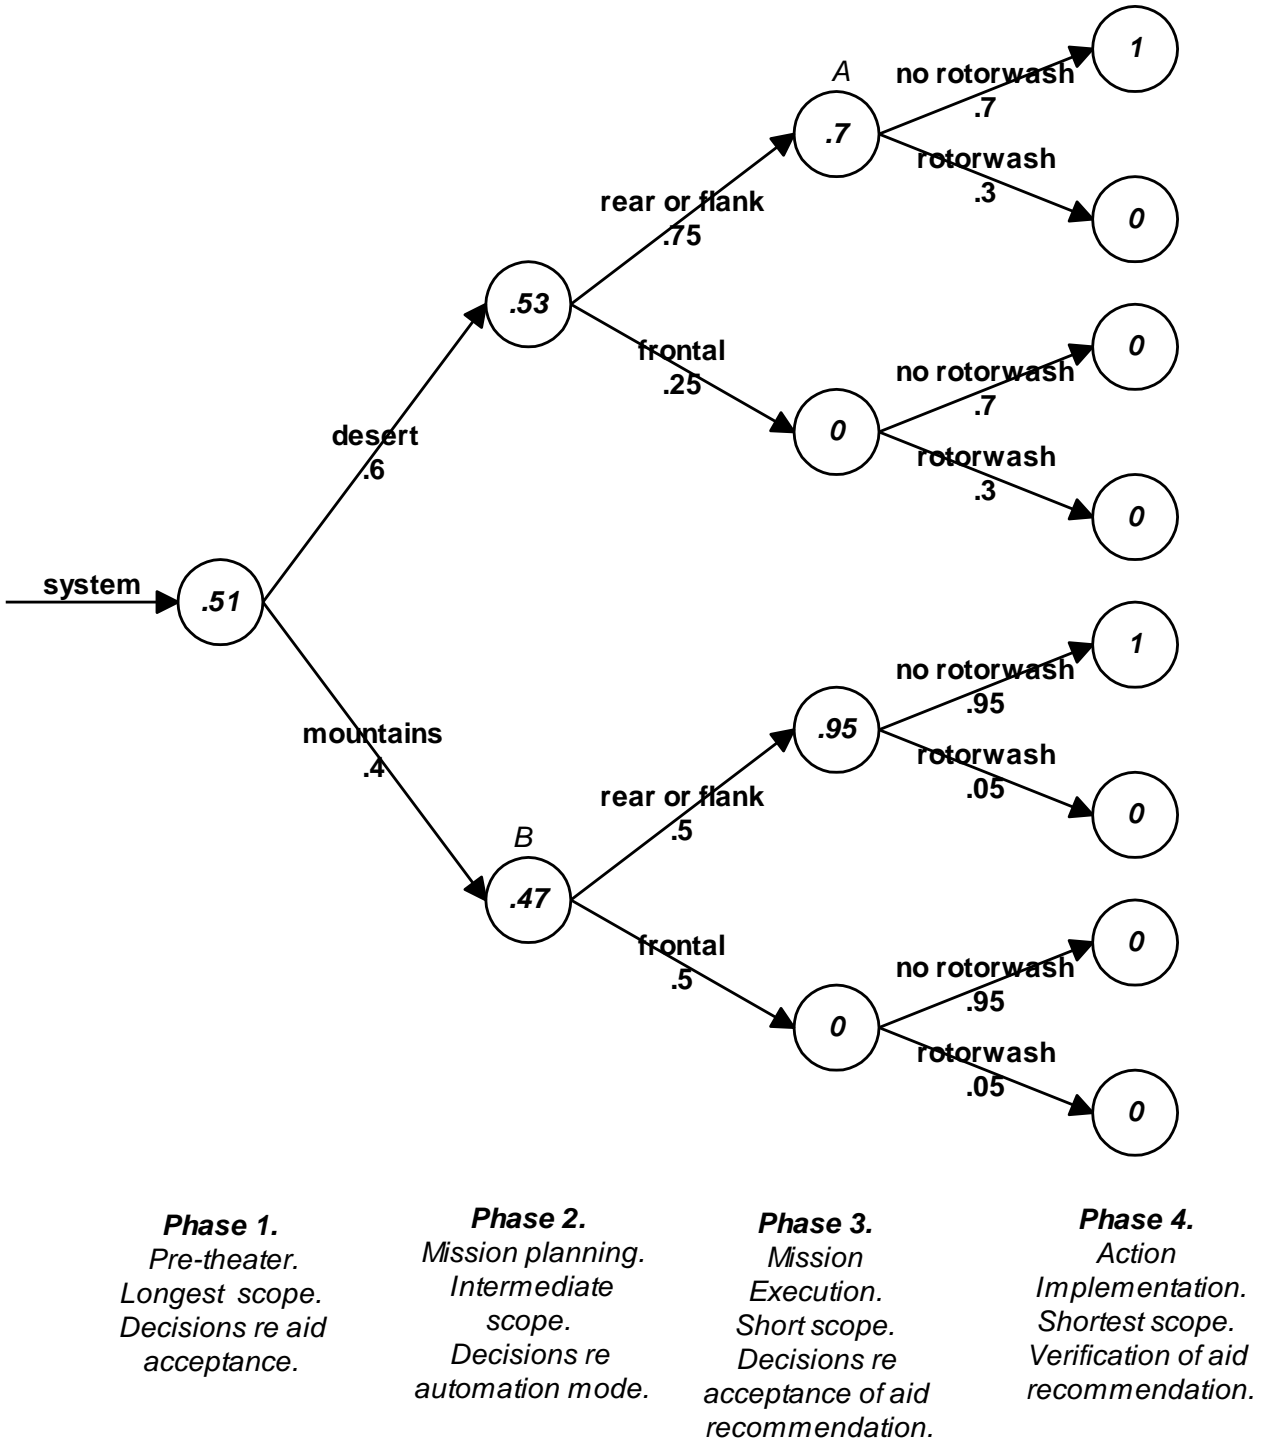 1
A
no rotorwash
.7
.7
rotorwash
.3
0
rear or flank
.75
.53
0
frontal
.25
no rotorwash
.7
0
desert
.6
rotorwash
.3
0
system
.51
1
no rotorwash
.95
mountains
.4
.95
rotorwash
.05
rear or flank
.5
0
B
.47
0
frontal
.5
no rotorwash
.95
0
rotorwash
.05
0
Phase 1.
Pre-theater.
Longest scope.
Decisions re aid
acceptance.
Phase 2.
Mission planning.
Intermediate
scope.
Decisions re
automation mode.
Phase 3.
Mission
Execution.
Short scope.
Decisions re
acceptance of aid
recommendation.
Phase 4.
Action
Implementation.
Shortest scope.
Verification of aid
recommendation.